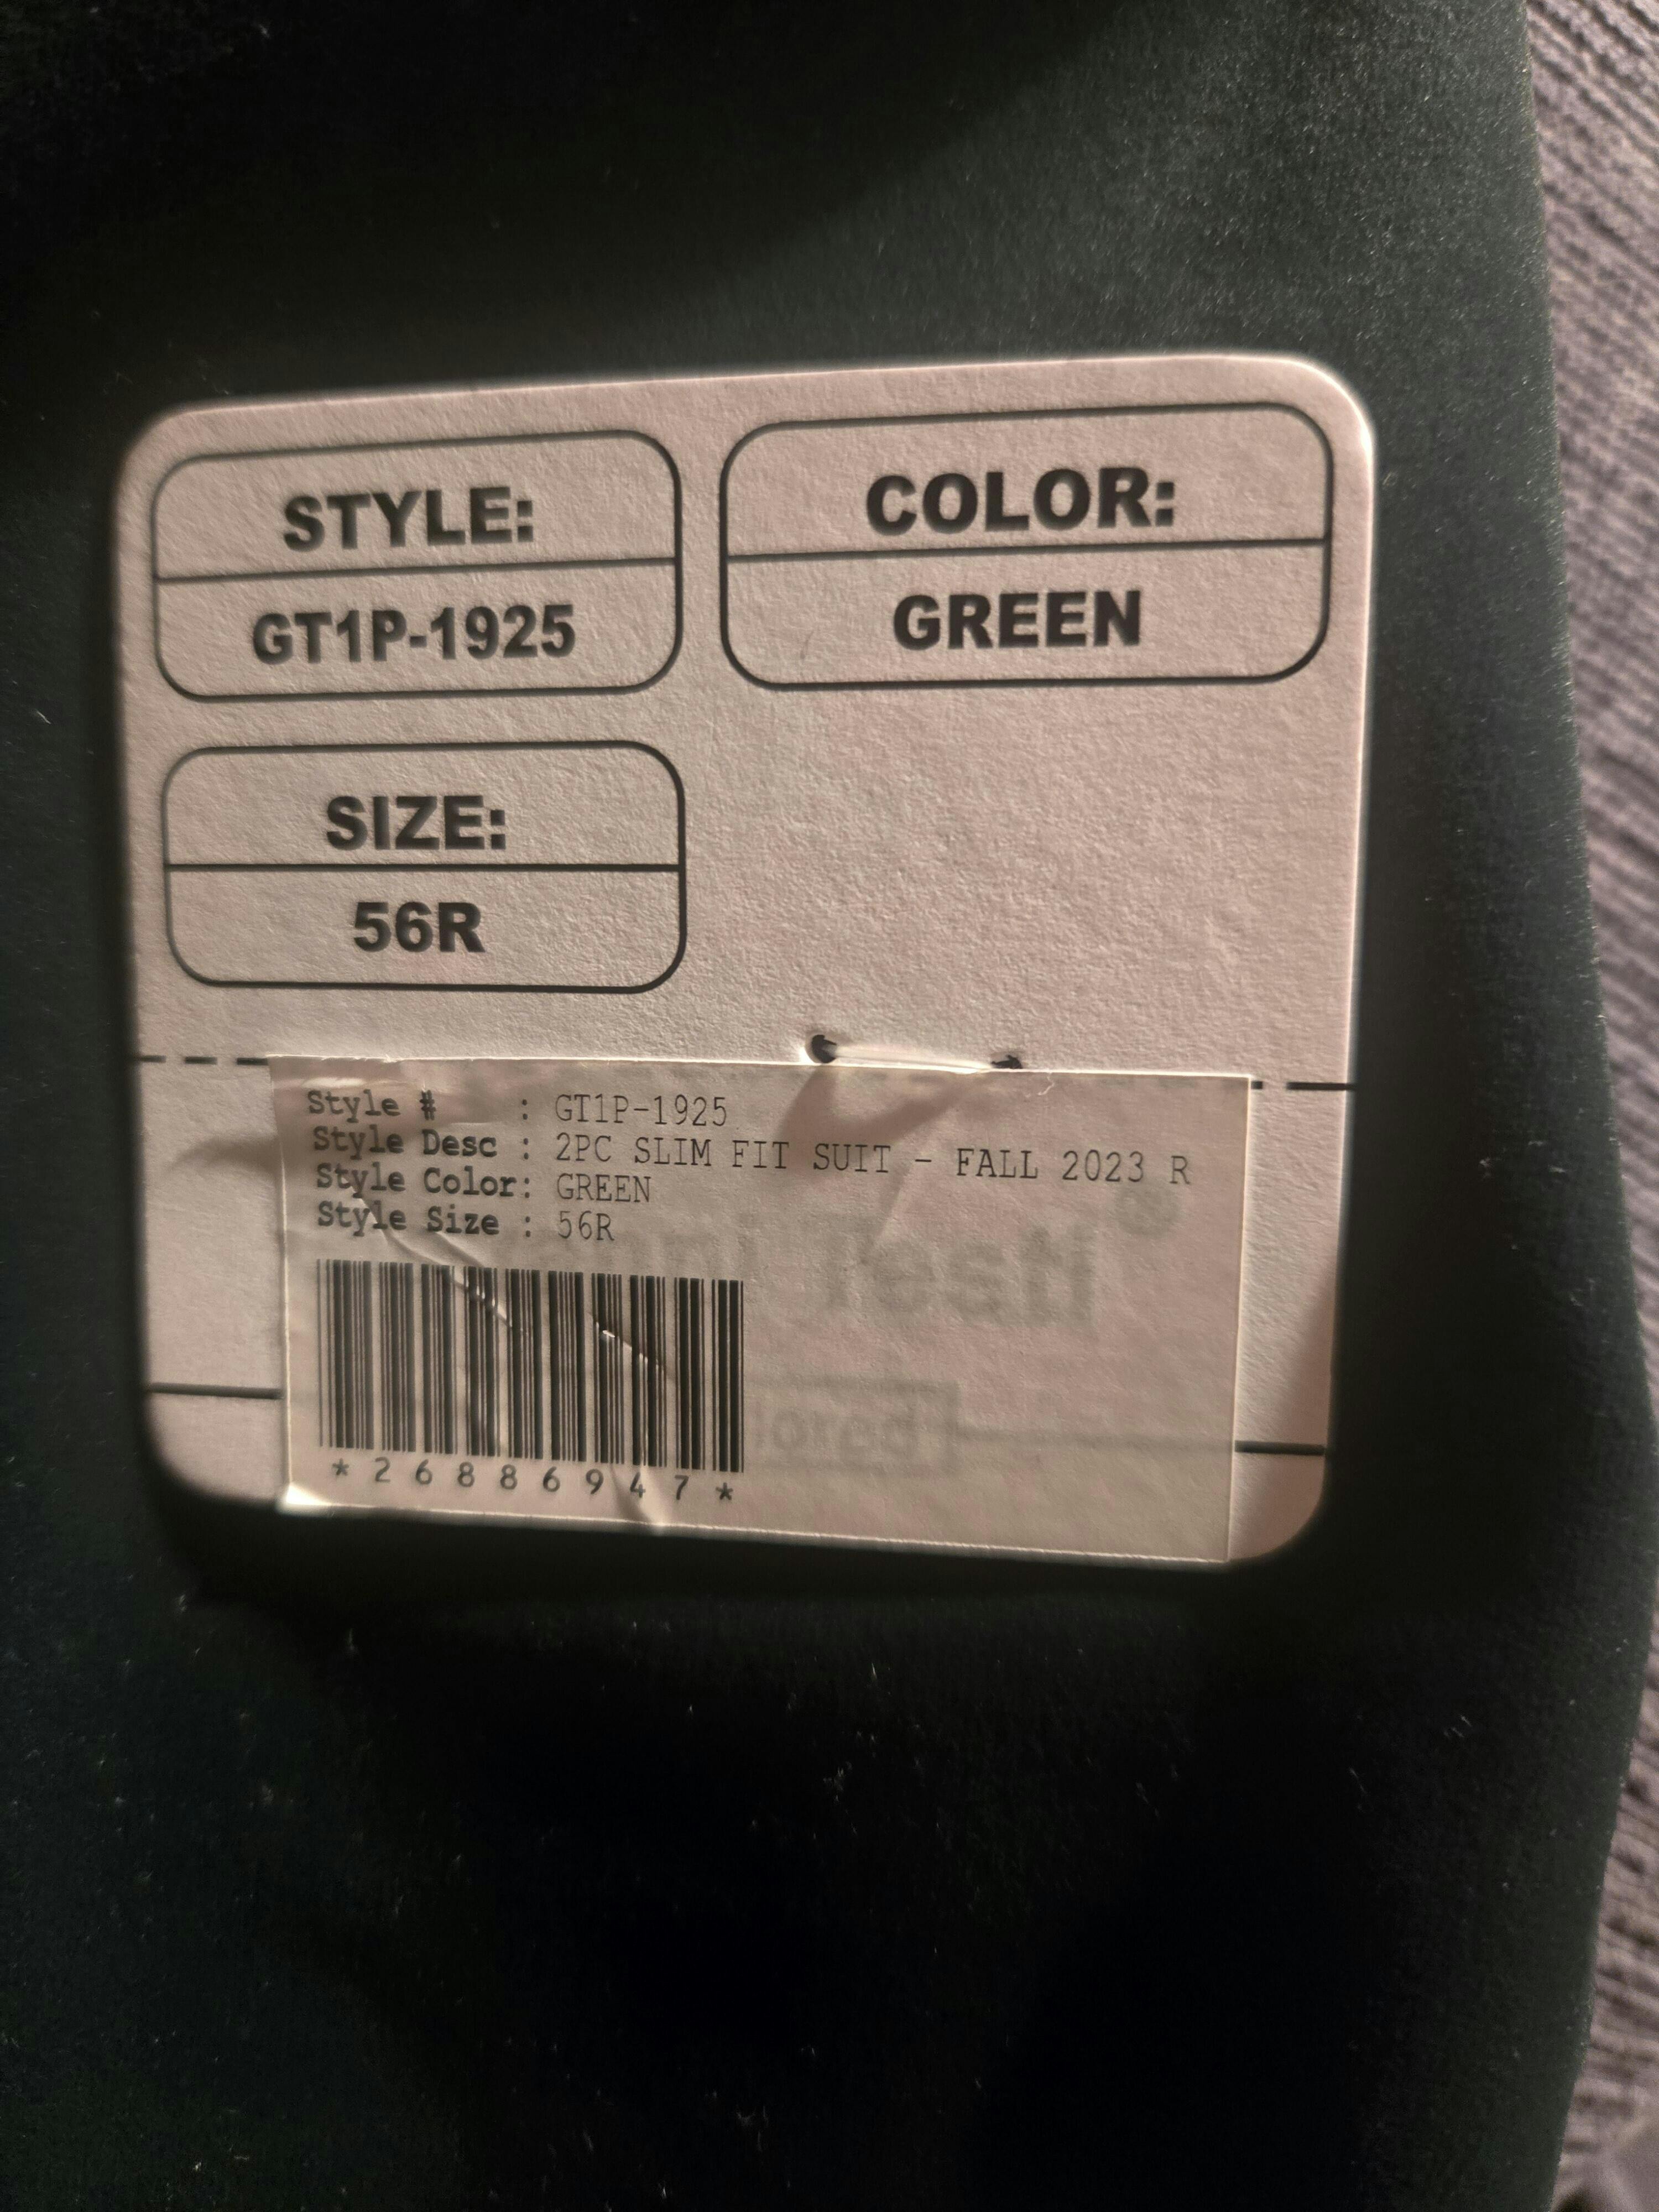 STYLE:
GT1P-1925
COLOR:
GREEN
SIZE:
56R
Style # : GT1P-1925
Style Desc : 2PC SLIM FIT SUIT - FALL 2023 R
Style Color: GREEN
Style Size : 56R
Testi
*26886947*